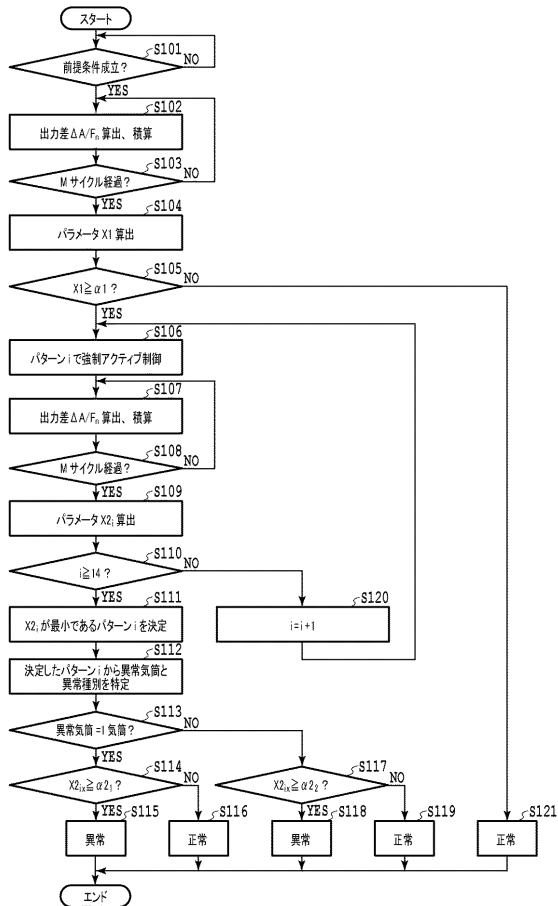 スタート
S101
前提条件成立?
NO
YES
S102
出力差ΔA/Fn 算出、積算
S103
Mサイクル経過?
NO
YES
S104
パラメータX1 算出
S105
X1≧α1?
NO
YES
S106
パターンiで強制アクティブ制御
S107
出力差ΔA/Fn 算出、積算
S108
Mサイクル経過?
NO
YES
S109
パラメータX2i 算出
S110
i≧14?
NO
YES
S111
X2i が最小であるパターンiを決定
S120
i=i+1
S112
決定したパターンiから異常気筒と
異常種別を特定
S113
異常気筒=1気筒?
NO
YES
S114
X2ix≧α21?
NO
YES
S117
X2ix≧α22?
NO
YES
S115
異常
S116
正常
S118
異常
S119
正常
S121
正常
エンド